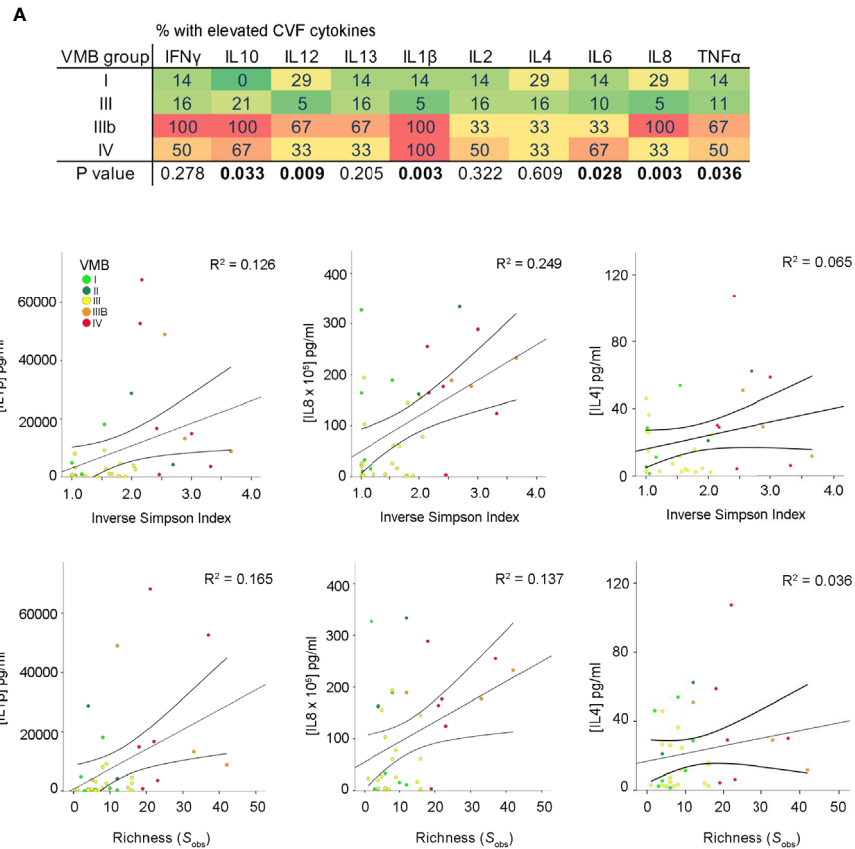 A
% with elevated CVF cytokines
VMB group IFNγ IL10 IL12 IL13 IL1β IL2 IL4 IL6 IL8 TNFα
I 14 0 29 14 14 14 29 14 29 14
III 16 21 5 16 5 16 16 10 5 11
IIIb 100 100 67 67 100 33 33 33 100 67
IV 50 67 33 33 100 50 33 67 33 50
P value 0.278 0.033 0.009 0.205 0.003 0.322 0.609 0.028 0.003 0.036
VMB
I
II
III
IIIB
IV
R² = 0.126
60000
40000
20000
0
1.0 2.0 3.0 4.0
Inverse Simpson Index
[IL8 x 10⁵] pg/ml
R² = 0.249
400
300
200
100
0
1.0 2.0 3.0 4.0
Inverse Simpson Index
[IL4] pg/ml
R² = 0.065
120
80
40
0
1.0 2.0 3.0 4.0
Inverse Simpson Index
R² = 0.165
60000
40000
20000
0
0 10 20 30 40 50
Richness (Sobs)
[IL8 x 10⁵] pg/ml
R² = 0.137
400
300
200
100
0
0 10 20 30 40 50
Richness (Sobs)
[IL4] pg/ml
R² = 0.036
120
80
40
0
0 10 20 30 40 50
Richness (Sobs)